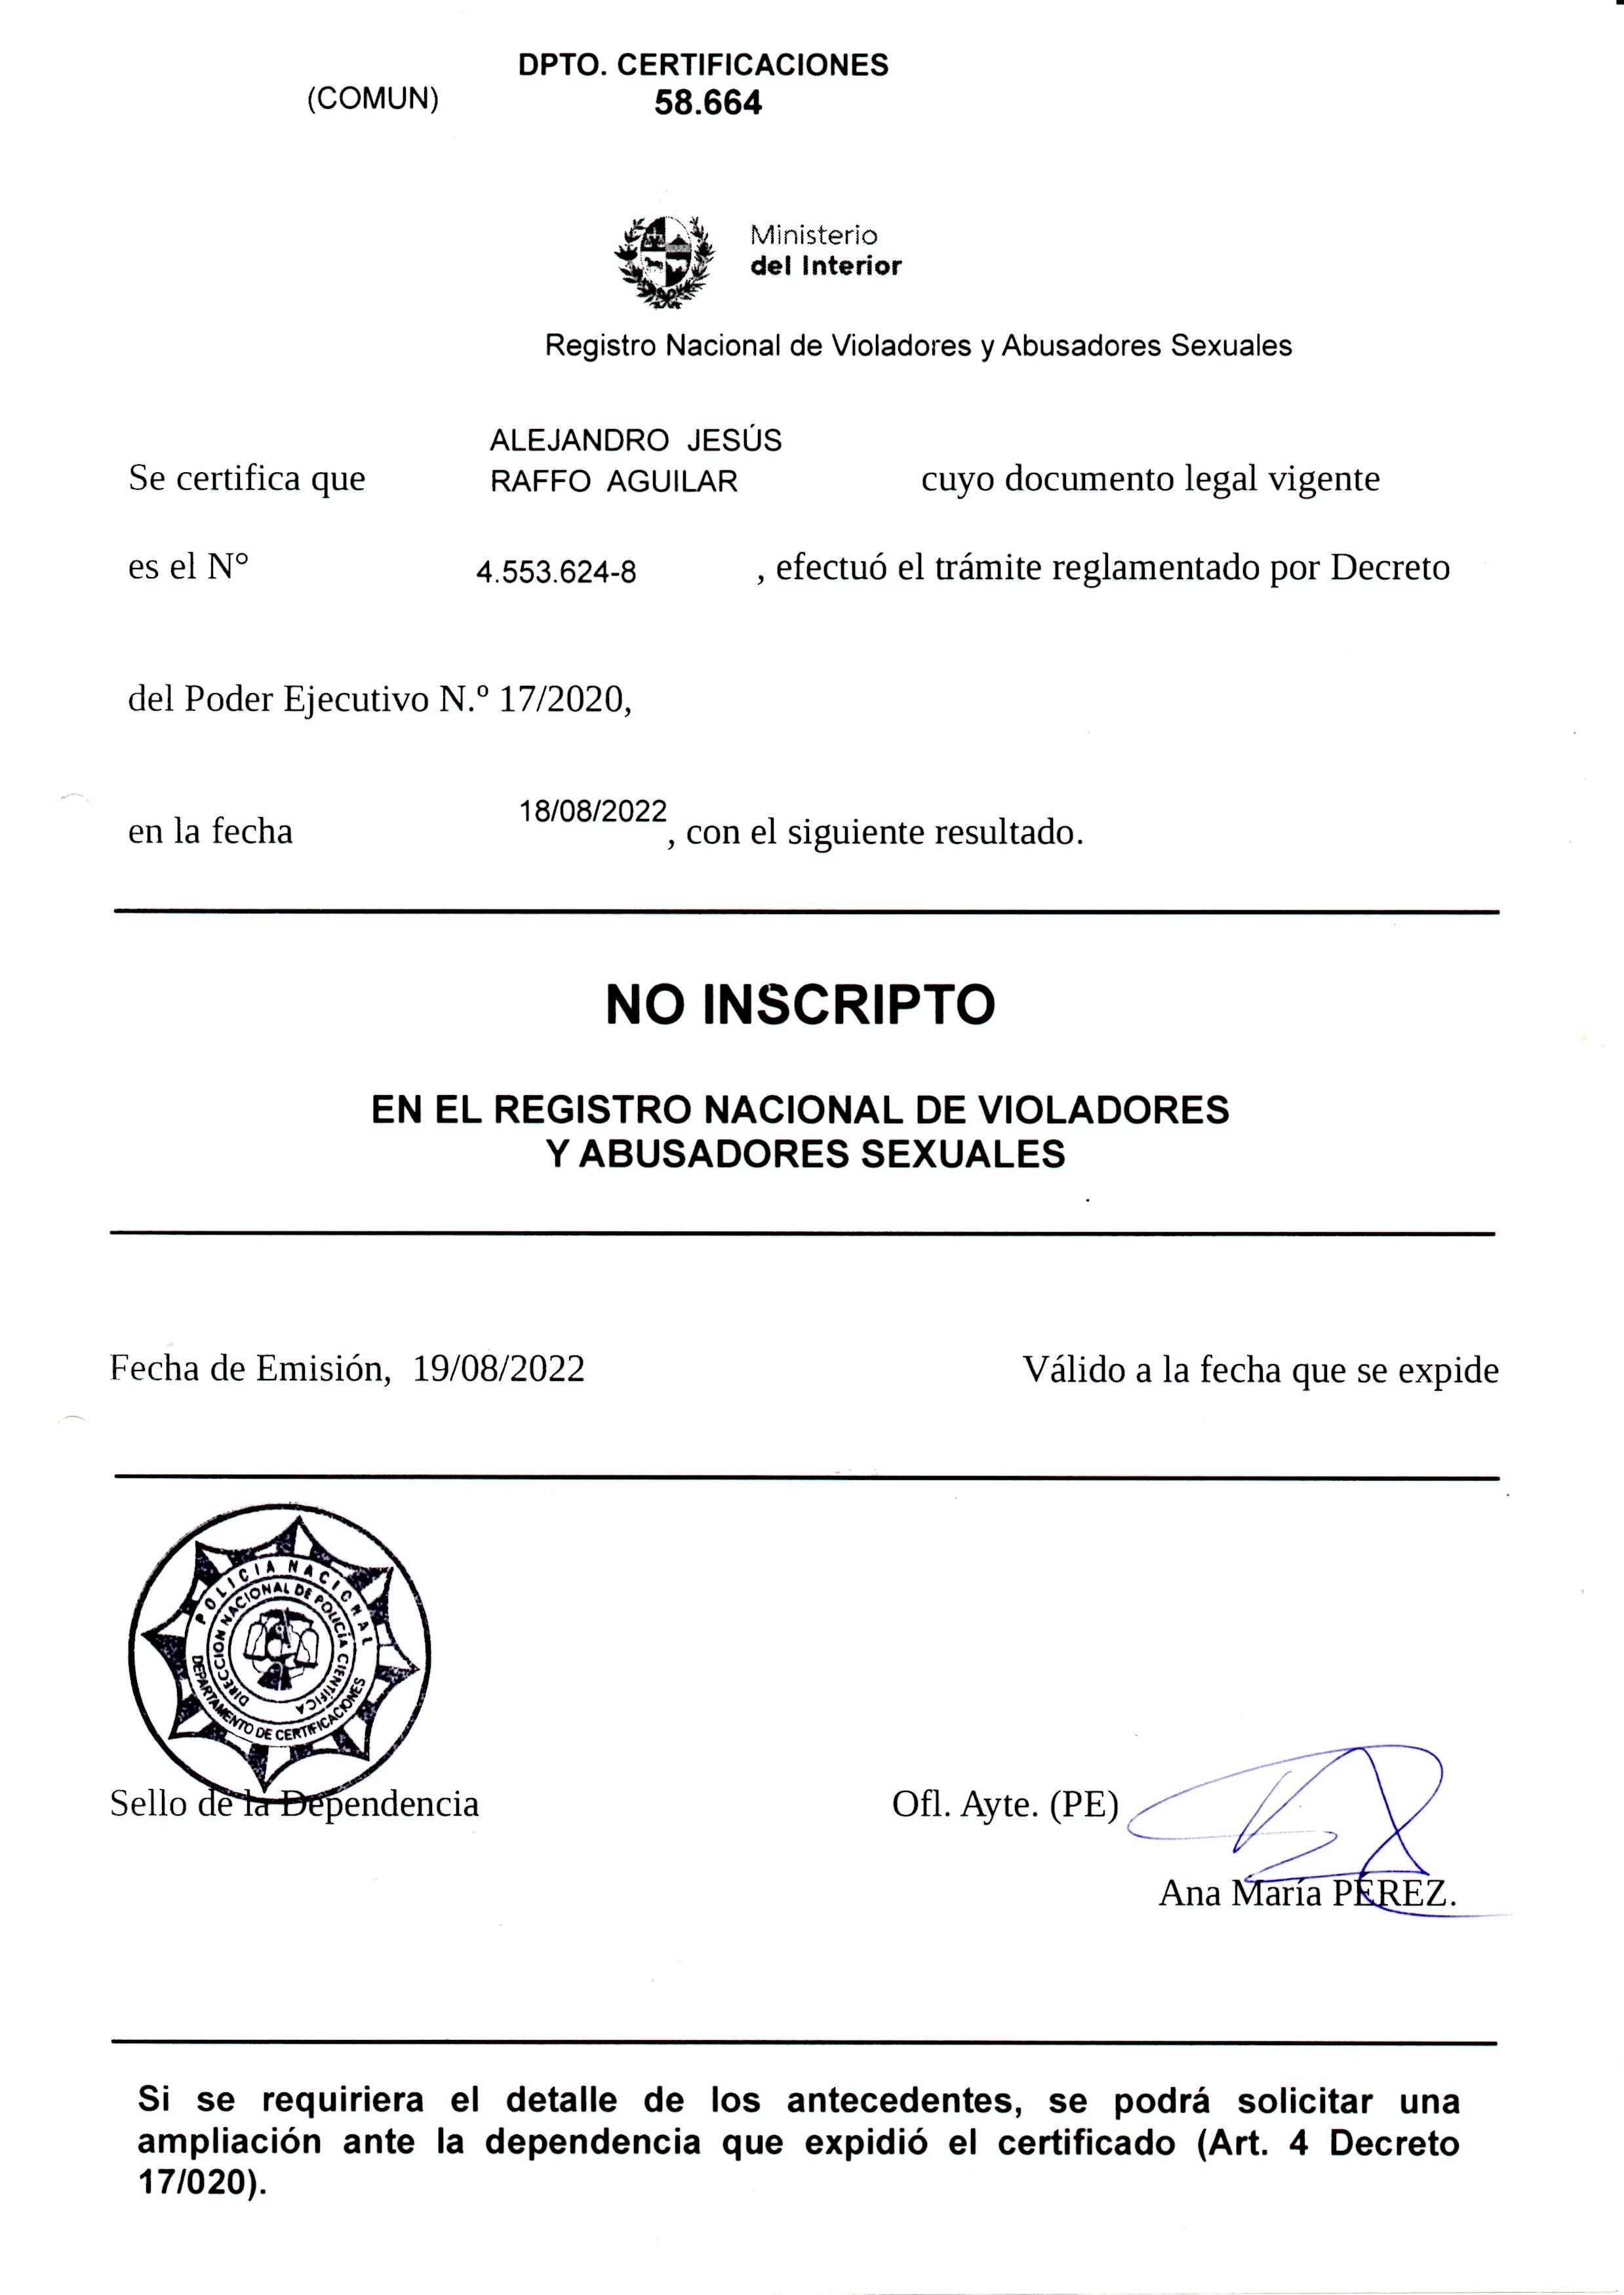 DPTO. CERTIFICACIONES
(COMUN) 58.664
Ministerio
del Interior
Registro Nacional de Violadores y Abusadores Sexuales
ALEJANDRO JESÚS
Se certifica que RAFFO AGUILAR cuyo documento legal vigente
es el N° 4.553.624-8 , efectuó el trámite reglamentado por Decreto
del Poder Ejecutivo N.º 17/2020,
en la fecha 18/08/2022 , con el siguiente resultado.
NO INSCRIPTO
EN EL REGISTRO NACIONAL DE VIOLADORES
Y ABUSADORES SEXUALES
Fecha de Emisión, 19/08/2022 Válido a la fecha que se expide
POLICIA NACIONAL
DIRECCION NACIONAL DE POLICÍA CIENTÍFICA
DEPARTAMENTO DE CERTIFICACIONES
Sello de la Dependencia Ofl. Ayte. (PE)
Ana María PEREZ.
Si se requiriera el detalle de los antecedentes, se podrá solicitar una
ampliación ante la dependencia que expidió el certificado (Art. 4 Decreto
17/020).